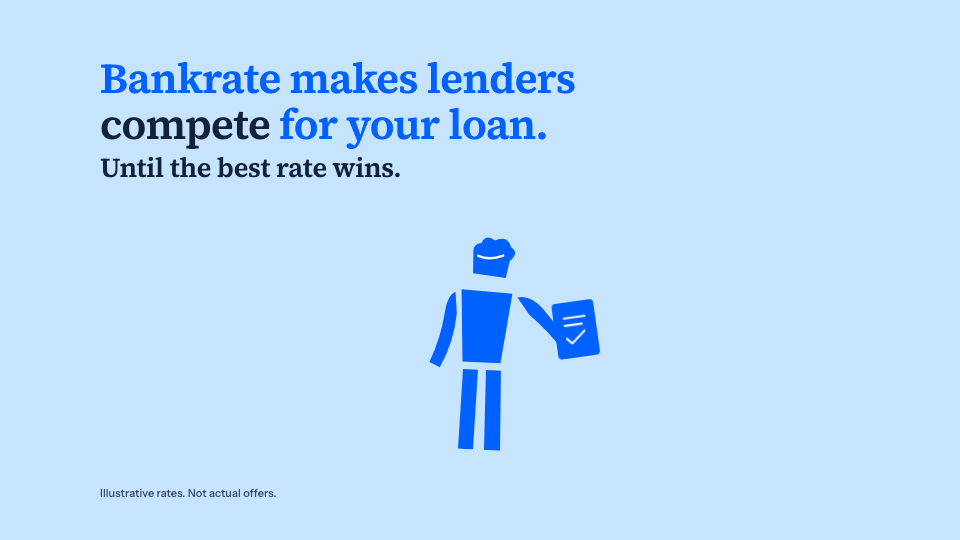 Bankrate makes lenders
compete for your loan.
Until the best rate wins.
Illustrative rates. Not actual offers.